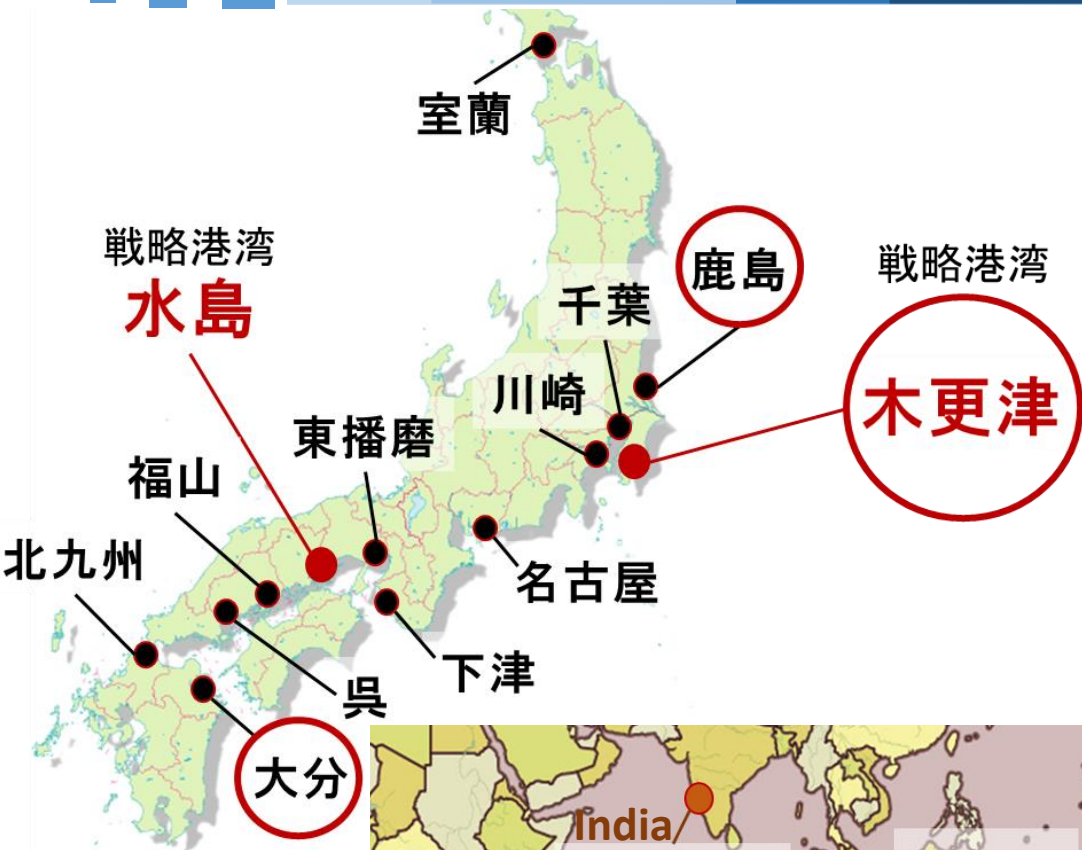 室蘭
戦略港湾
水島
鹿島
戦略港湾
木更津
千葉
川崎
東播磨
福山
北九州
名古屋
下津
呉
大分
India